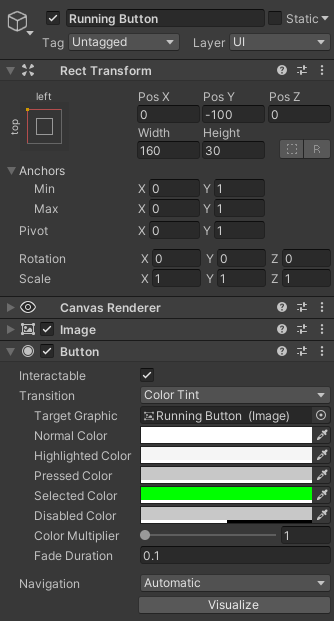 Running Button Static
Tag Untagged Layer UI
Rect Transform
left
top
Pos X Pos Y Pos Z
0 -100 0
Width Height
160 30 R
Anchors
Min X 0 Y 1
Max X 0 Y 1
Pivot X 0 Y 1
Rotation X 0 Y 0 Z 0
Scale X 1 Y 1 Z 1
Canvas Renderer
Image
Button
Interactable
Transition Color Tint
Target Graphic Running Button (Image)
Normal Color
Highlighted Color
Pressed Color
Selected Color
Disabled Color
Color Multiplier 1
Fade Duration 0.1
Navigation Automatic
Visualize